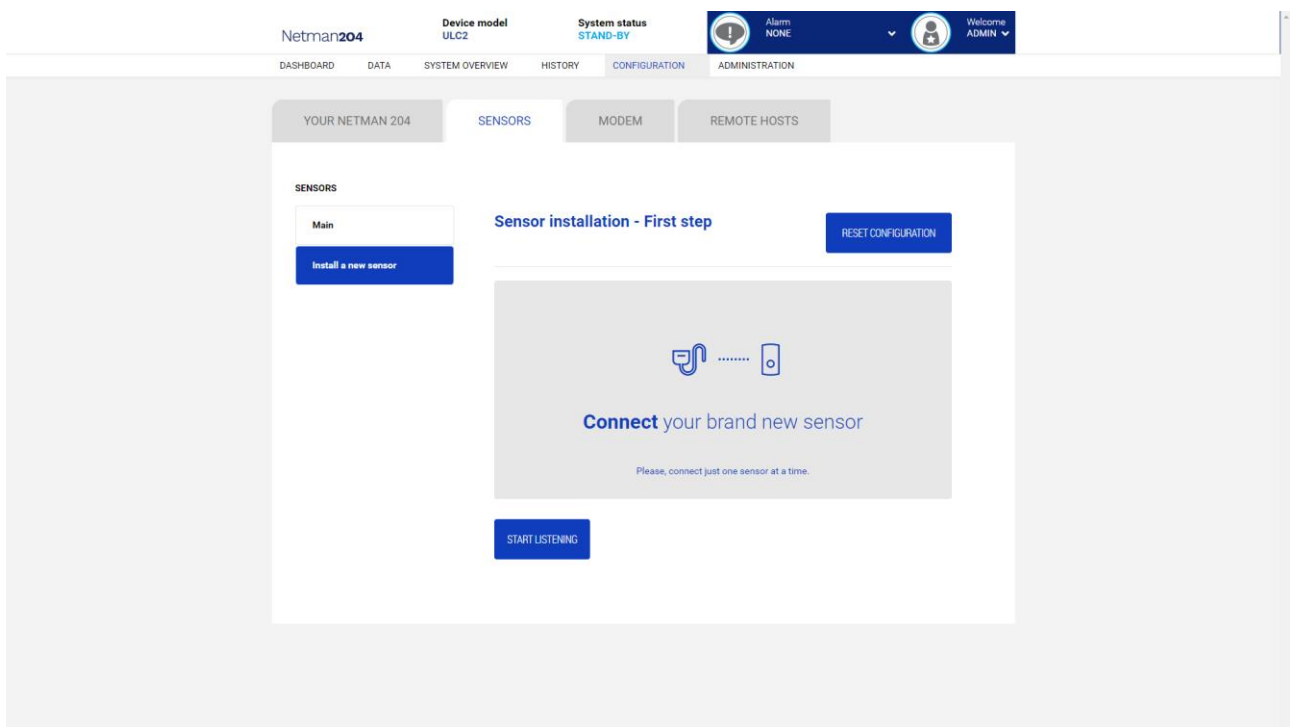 Netman204
Device model
ULC2
System status
STAND-BY
Alarm
NONE
Welcome
ADMIN
DASHBOARD DATA SYSTEM OVERVIEW HISTORY CONFIGURATION ADMINISTRATION
YOUR NETMAN 204 SENSORS MODEM REMOTE HOSTS
SENSORS
Main
Install a new sensor
Sensor installation - First step
RESET CONFIGURATION
Connect your brand new sensor
Please, connect just one sensor at a time.
START LISTENING